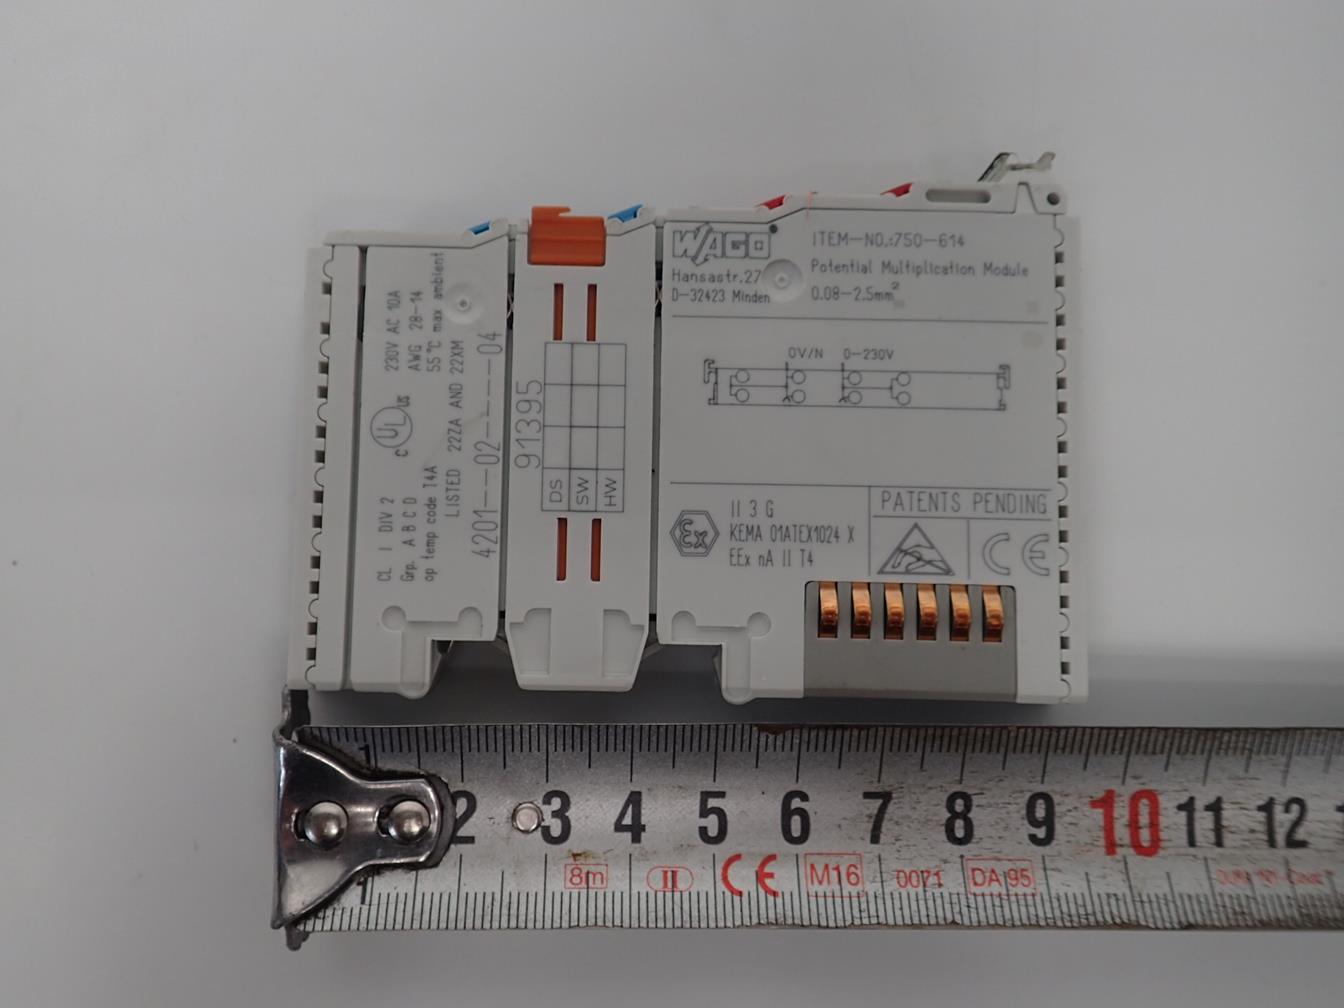 WAGO
Hansastr.27
D-32423 Minden
ITEM-NO.:750-614
Potential Multiplication Module
0.08-2.5mm²
0V/N 0-230V
II 3 G
KEMA 01ATEX1024 X
EEx nA II T4
PATENTS PENDING
Ex
CE
230V AC 10A
AWG 28-14
55°C max ambient
c UL us
LISTED 22ZA AND 22XM
CL I DIV 2
Grp. A B C D
op temp code T4A
4201--02----04
91395
DS
SW
HW
1 2 3 4 5 6 7 8 9 10 11 12
1
8m II CE M16 0071 DA 95